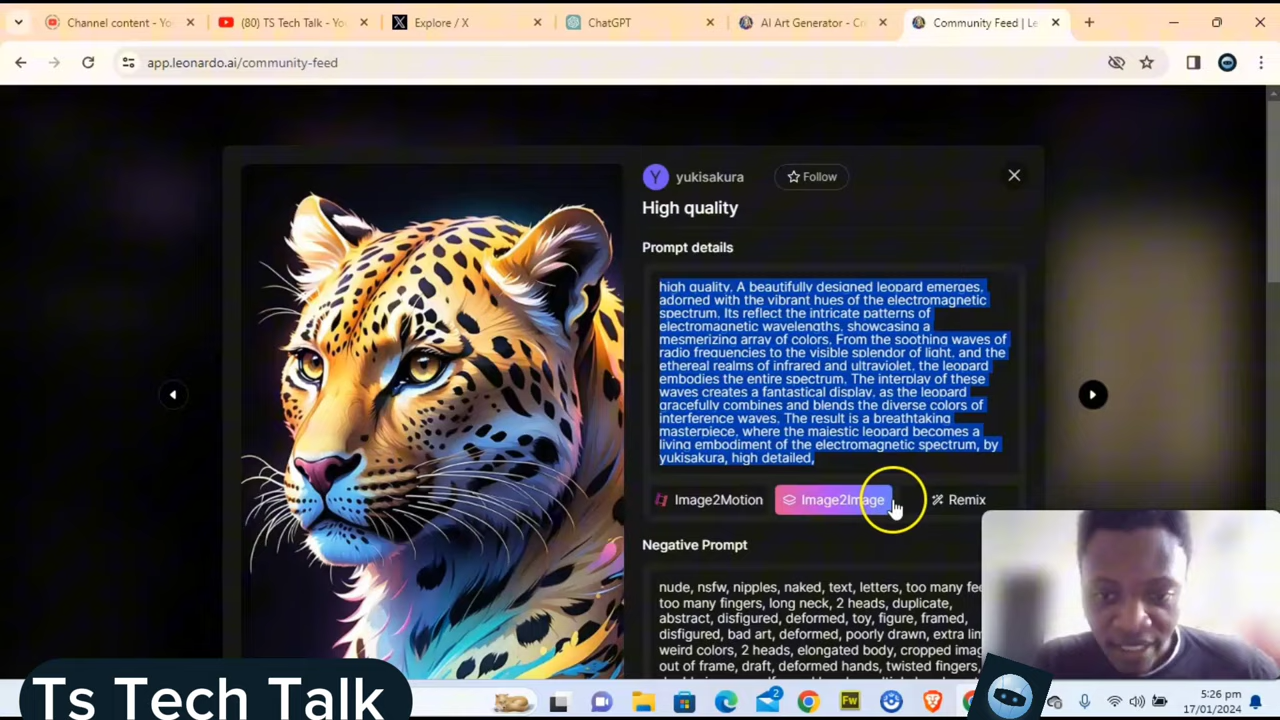 Channel content - Yo
(80) TS Tech Talk - You
Explore / X
ChatGPT
AI Art Generator - Cr
Community Feed | Le
app.leonardo.ai/community-feed
Y yukisakura
Follow
High quality
Prompt details
high quality, A beautifully designed leopard emerges,
adorned with the vibrant hues of the electromagnetic
spectrum. Its reflect the intricate patterns of
electromagnetic wavelengths, showcasing a
mesmerizing array of colors. From the soothing waves of
radio frequencies to the visible splendor of light, and the
ethereal realms of infrared and ultraviolet, the leopard
embodies the entire spectrum. The interplay of these
waves creates a fantastical display, as the leopard
gracefully combines and blends the diverse colors of
interference waves. The result is a breathtaking
masterpiece, where the majestic leopard becomes a
living embodiment of the electromagnetic spectrum, by
yukisakura, high detailed,
Image2Motion
Image2Image
Remix
Negative Prompt
nude, nsfw, nipples, naked, text, letters, too many fee
too many fingers, long neck, 2 heads, duplicate,
abstract, disfigured, deformed, toy, figure, framed,
disfigured, bad art, deformed, poorly drawn, extra lim
weird colors, 2 heads, elongated body, cropped imag
out of frame, draft, deformed hands, twisted fingers,
Ts Tech Talk
2
Fw
5:26 pm
17/01/2024